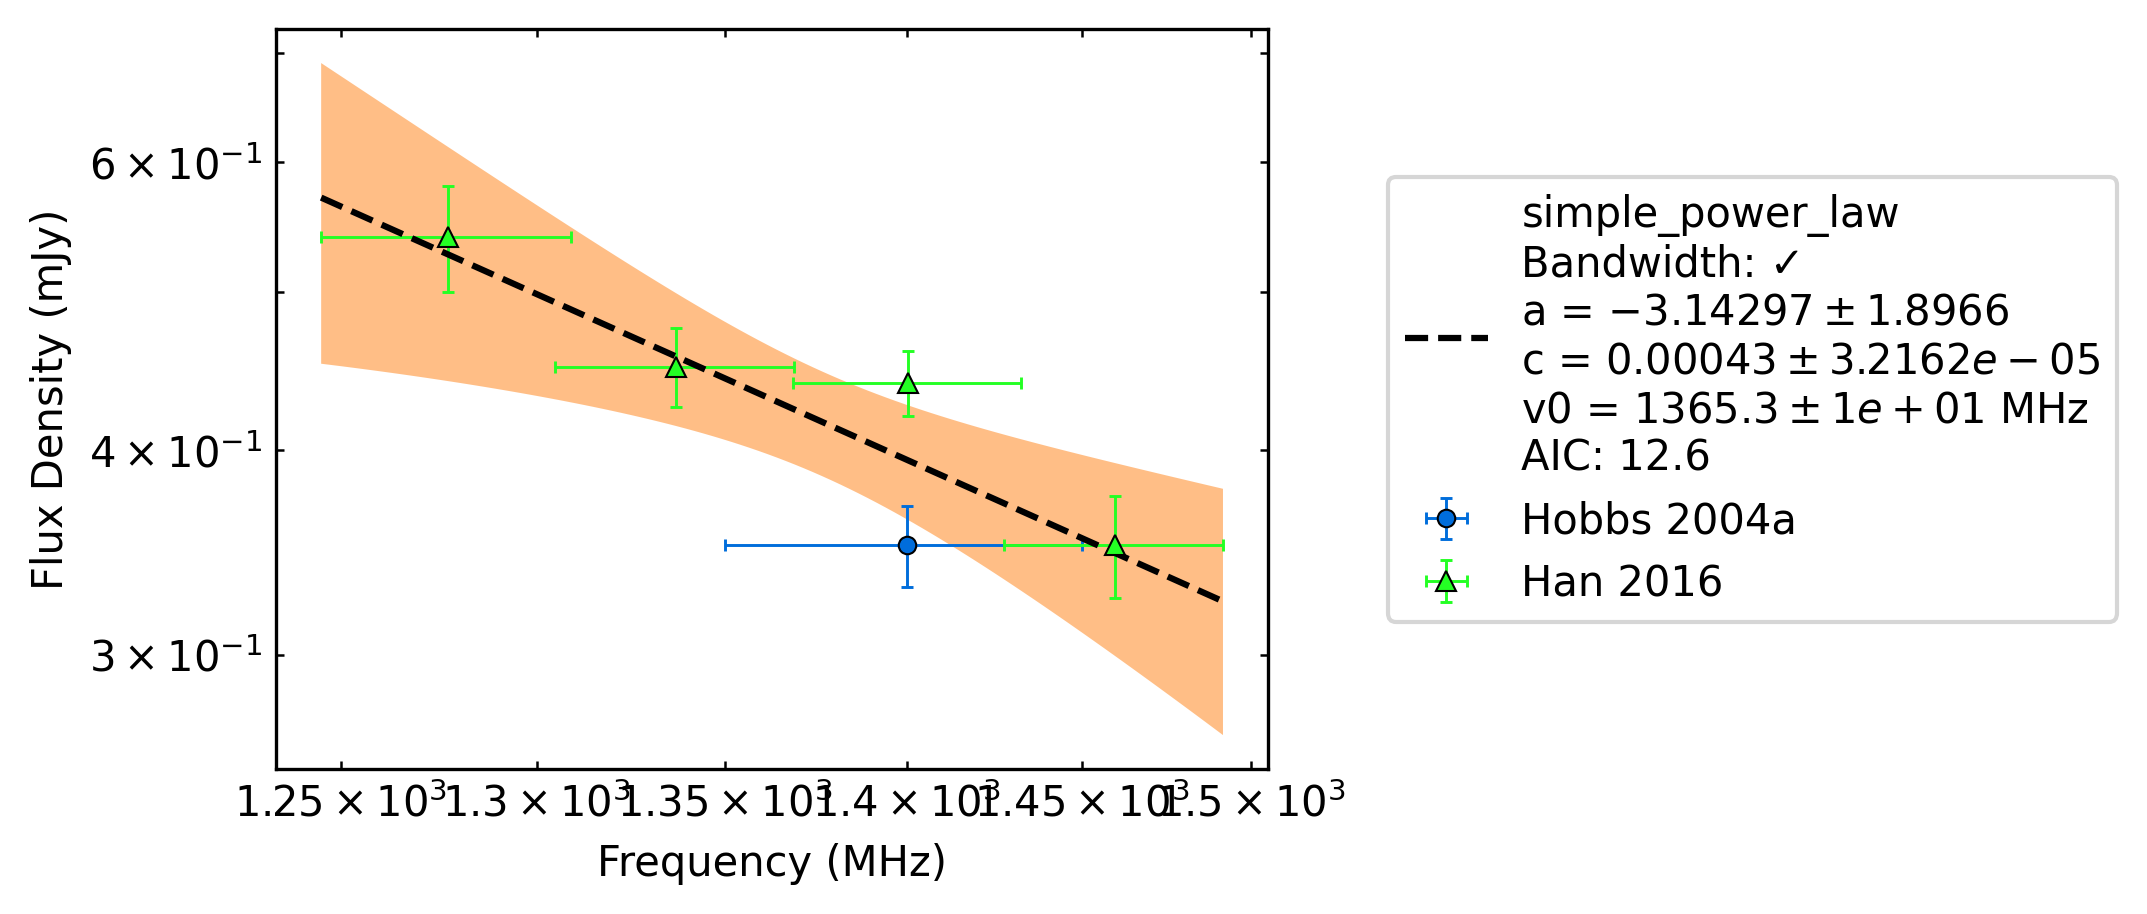 Flux Density (mJy)
6 × 10⁻¹
4 × 10⁻¹
3 × 10⁻¹
1.25 × 10³ 1.3 × 10³ 1.35 × 10³ 1.4 × 10³ 1.45 × 10³ 1.5 × 10³
Frequency (MHz)
simple_power_law
Bandwidth: ✓
a = −3.14297 ± 1.8966
c = 0.00043 ± 3.2162e − 05
v0 = 1365.3 ± 1e + 01 MHz
AIC: 12.6
Hobbs 2004a
Han 2016